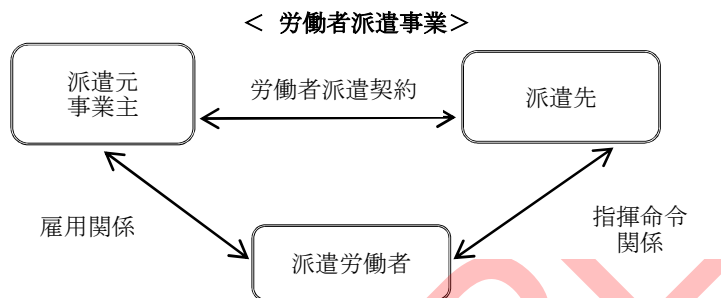 < 労働者派遣事業>
派遣元
事業主
労働者派遣契約
派遣先
雇用関係
指揮命令
関係
派遣労働者